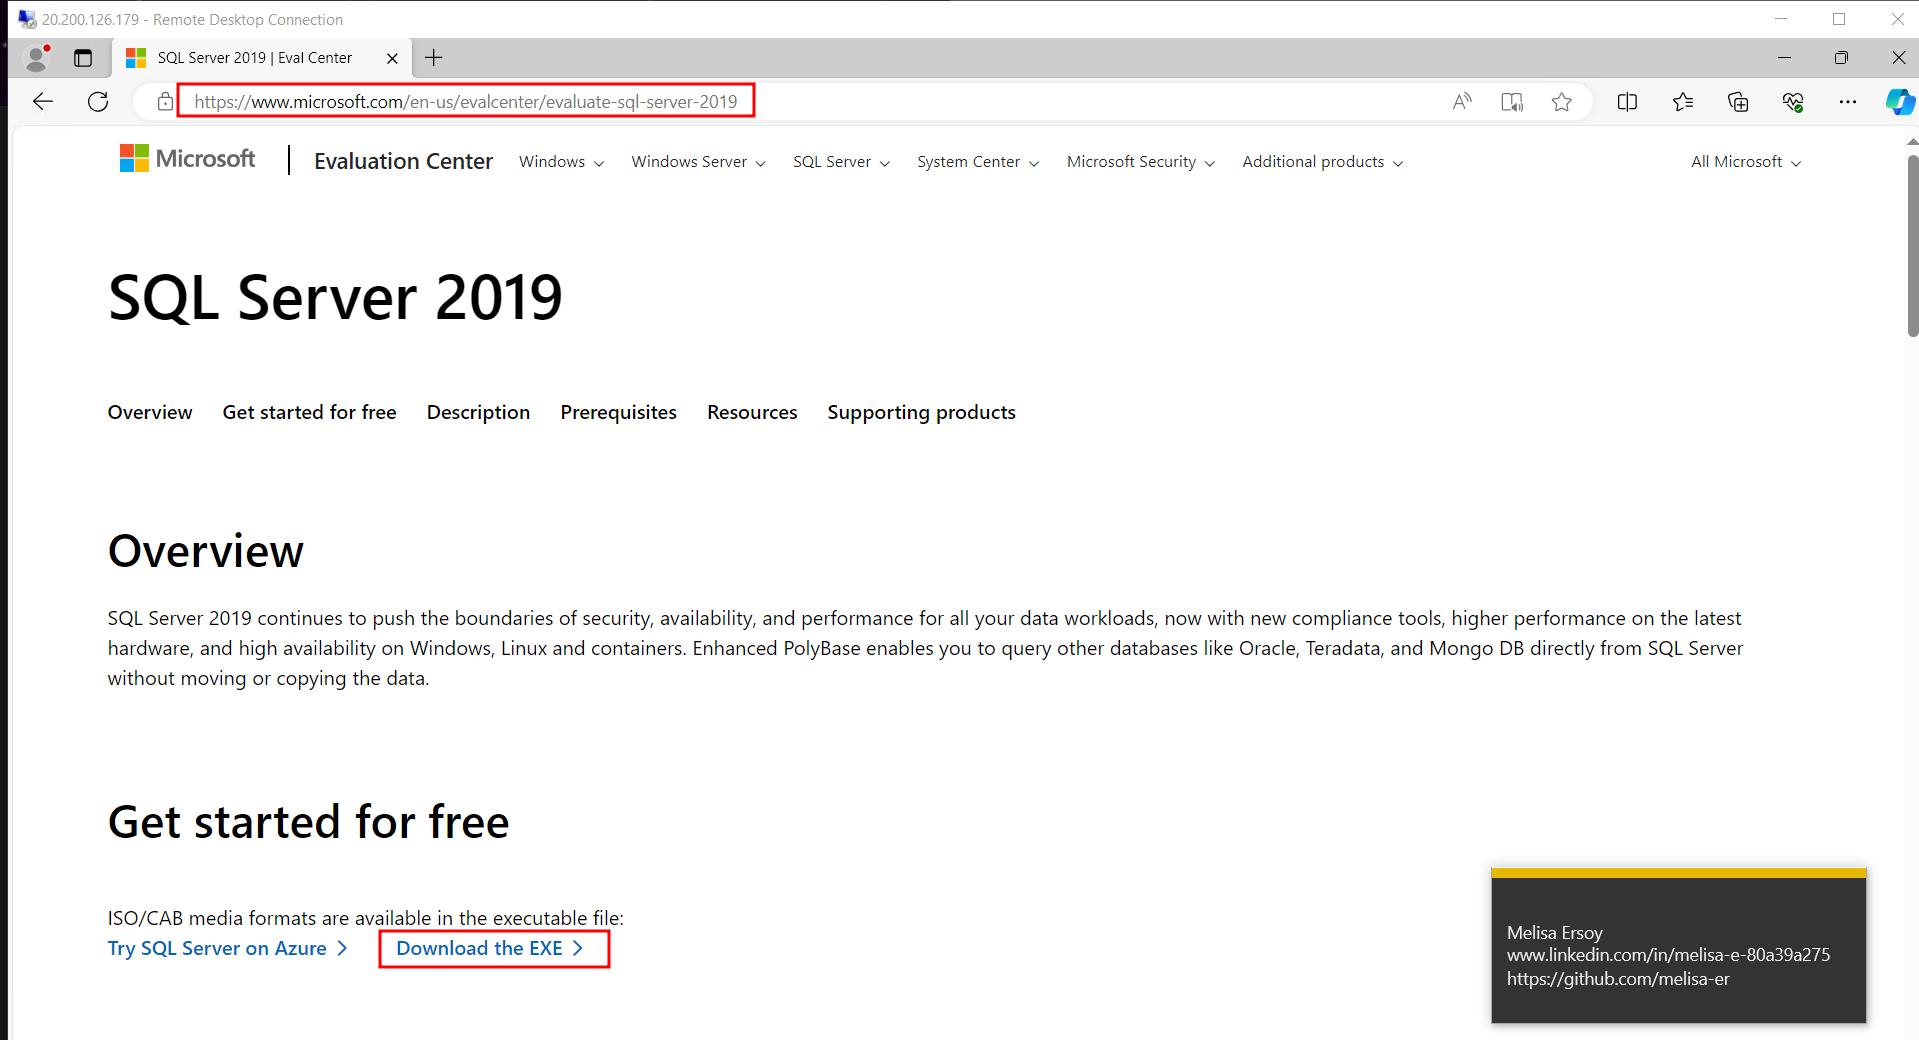 20.200.126.179 - Remote Desktop Connection
SQL Server 2019 | Eval Center
https://www.microsoft.com/en-us/evalcenter/evaluate-sql-server-2019
Microsoft
Evaluation Center
Windows
Windows Server
SQL Server
System Center
Microsoft Security
Additional products
All Microsoft
SQL Server 2019
Overview
Get started for free
Description
Prerequisites
Resources
Supporting products
Overview
SQL Server 2019 continues to push the boundaries of security, availability, and performance for all your data workloads, now with new compliance tools, higher performance on the latest
hardware, and high availability on Windows, Linux and containers. Enhanced PolyBase enables you to query other databases like Oracle, Teradata, and Mongo DB directly from SQL Server
without moving or copying the data.
Get started for free
ISO/CAB media formats are available in the executable file:
Try SQL Server on Azure
Download the EXE
Melisa Ersoy
www.linkedin.com/in/melisa-e-80a39a275
https://github.com/melisa-er